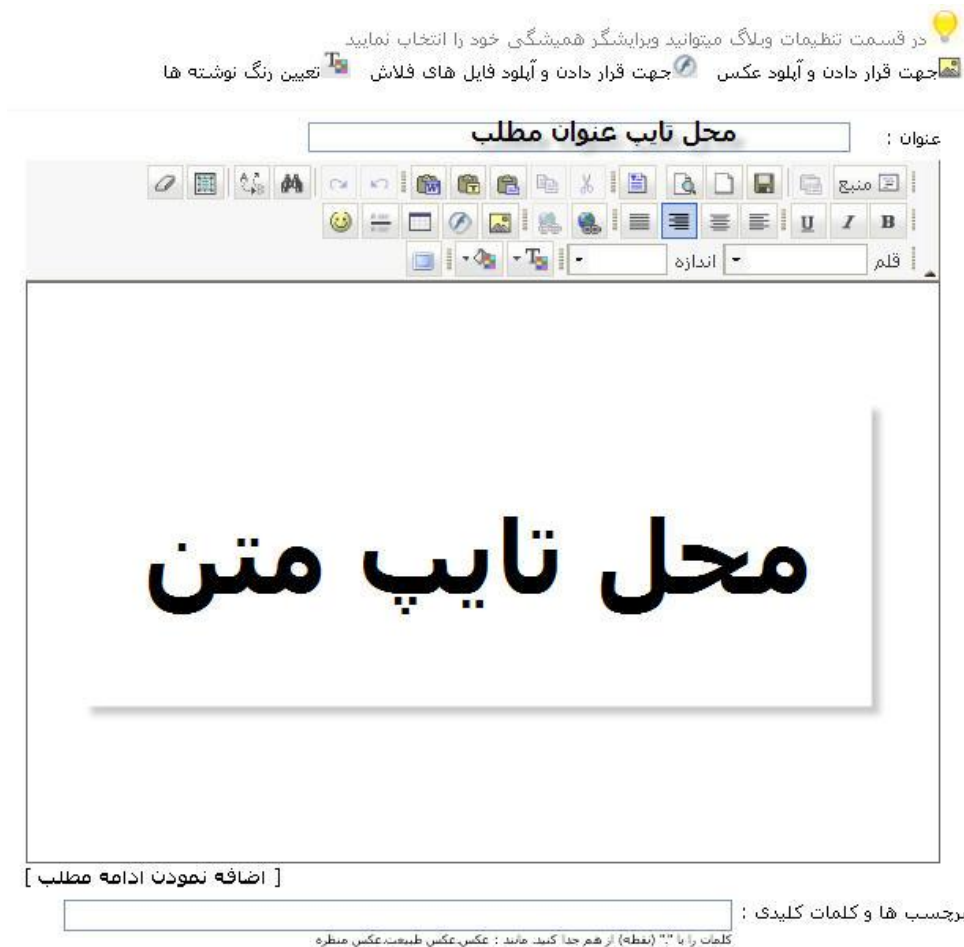 در قسمت تنظیمات وبلاگ میتوانید ویرایشگر همیشگی خود را انتخاب نمایید
جهت قرار دادن و آپلود عکس جهت قرار دادن و آپلود فایل های فلاش تعیین رنگ نوشته ها
عنوان : محل تایپ عنوان مطلب
منبع
B I U
قلم اندازه
محل تایپ متن
[ اضافه نمودن ادامه مطلب ]
برچسب ها و کلمات کلیدی :
کلمات را با "." (نقطه) از هم جدا کنید. مانند : عکس.عکس طبیعت.عکس منظره